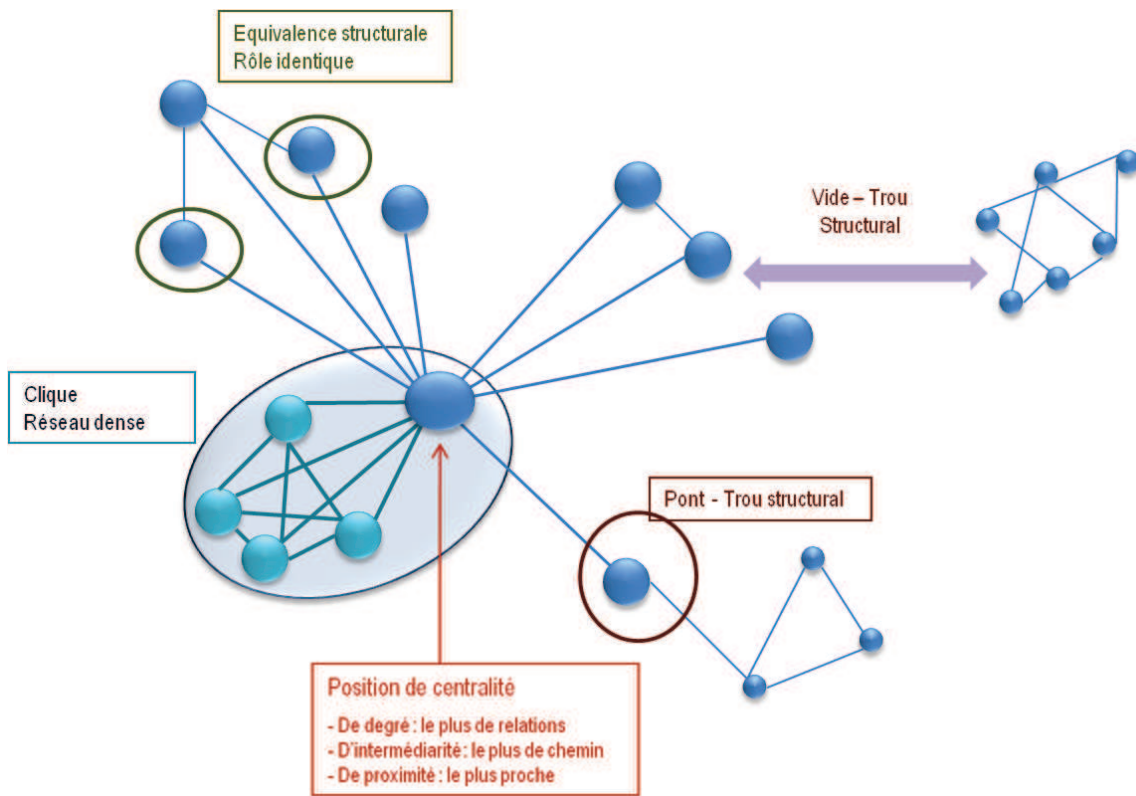 Equivalence structurale
Rôle identique
Vide – Trou
Structural
Clique
Réseau dense
Pont - Trou structural
Position de centralité
- De degré : le plus de relations
- D'intermédiarité : le plus de chemin
- De proximité : le plus proche